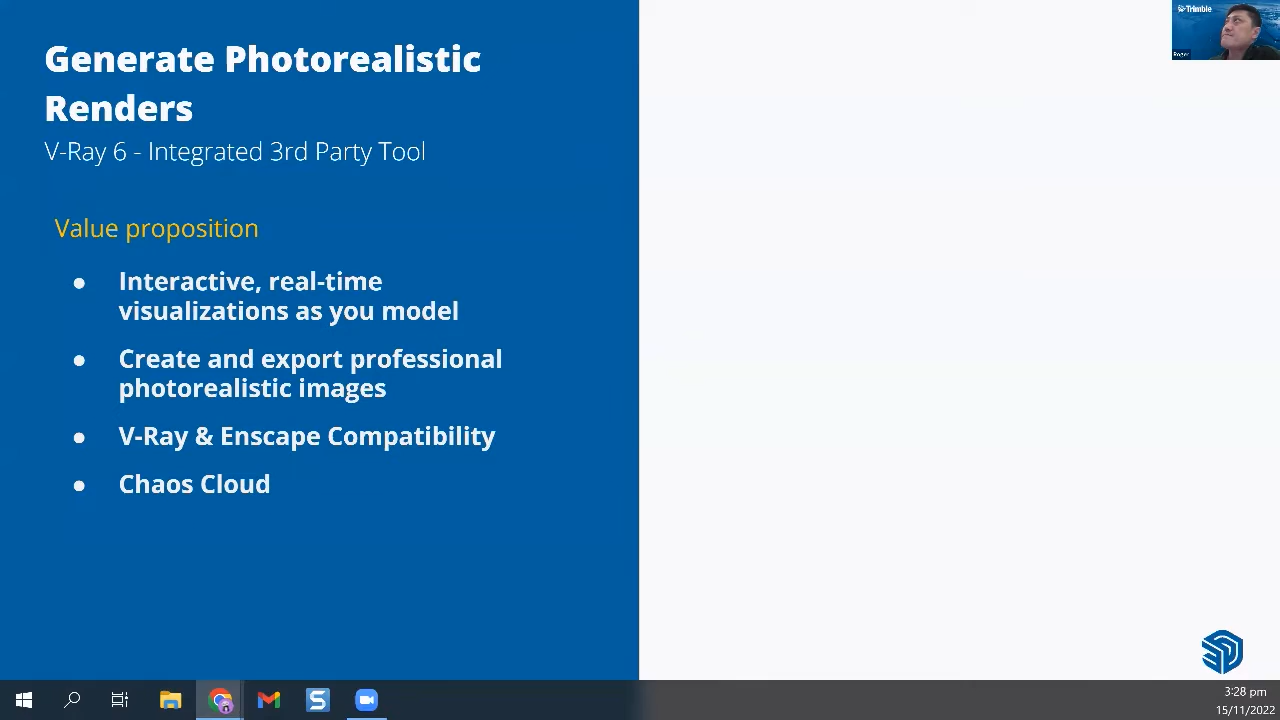 Generate Photorealistic
Renders
V-Ray 6 - Integrated 3rd Party Tool
Value proposition
● Interactive, real-time
visualizations as you model
● Create and export professional
photorealistic images
● V-Ray & Enscape Compatibility
● Chaos Cloud
Trimble
Roger
3:28 pm
15/11/2022